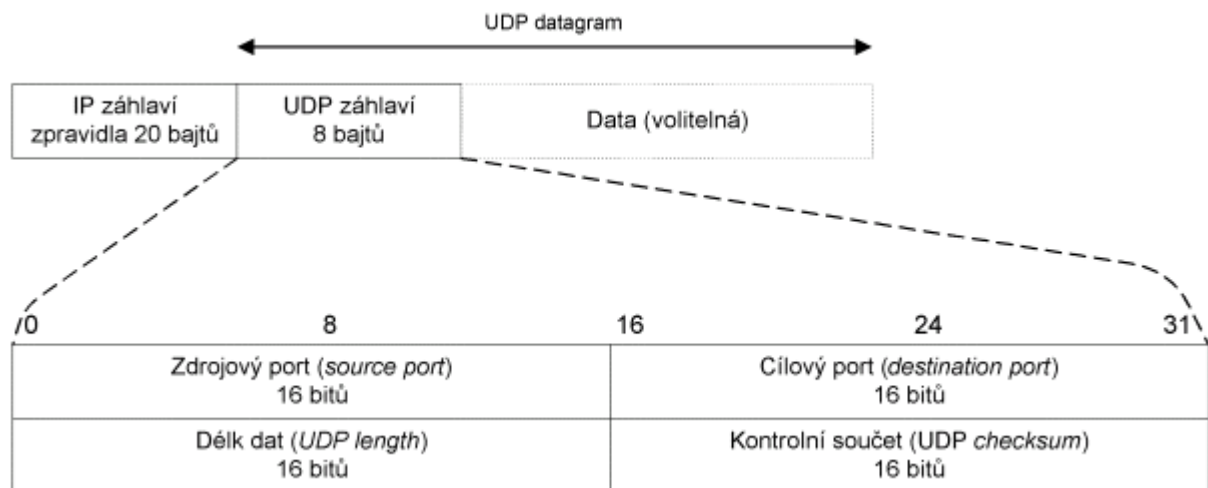 UDP datagram
IP záhlaví
zpravidla 20 bajtů
UDP záhlaví
8 bajtů
Data (volitelná)
0 8 16 24 31
Zdrojový port (source port)
16 bitů
Cílový port (destination port)
16 bitů
Délk dat (UDP length)
16 bitů
Kontrolní součet (UDP checksum)
16 bitů